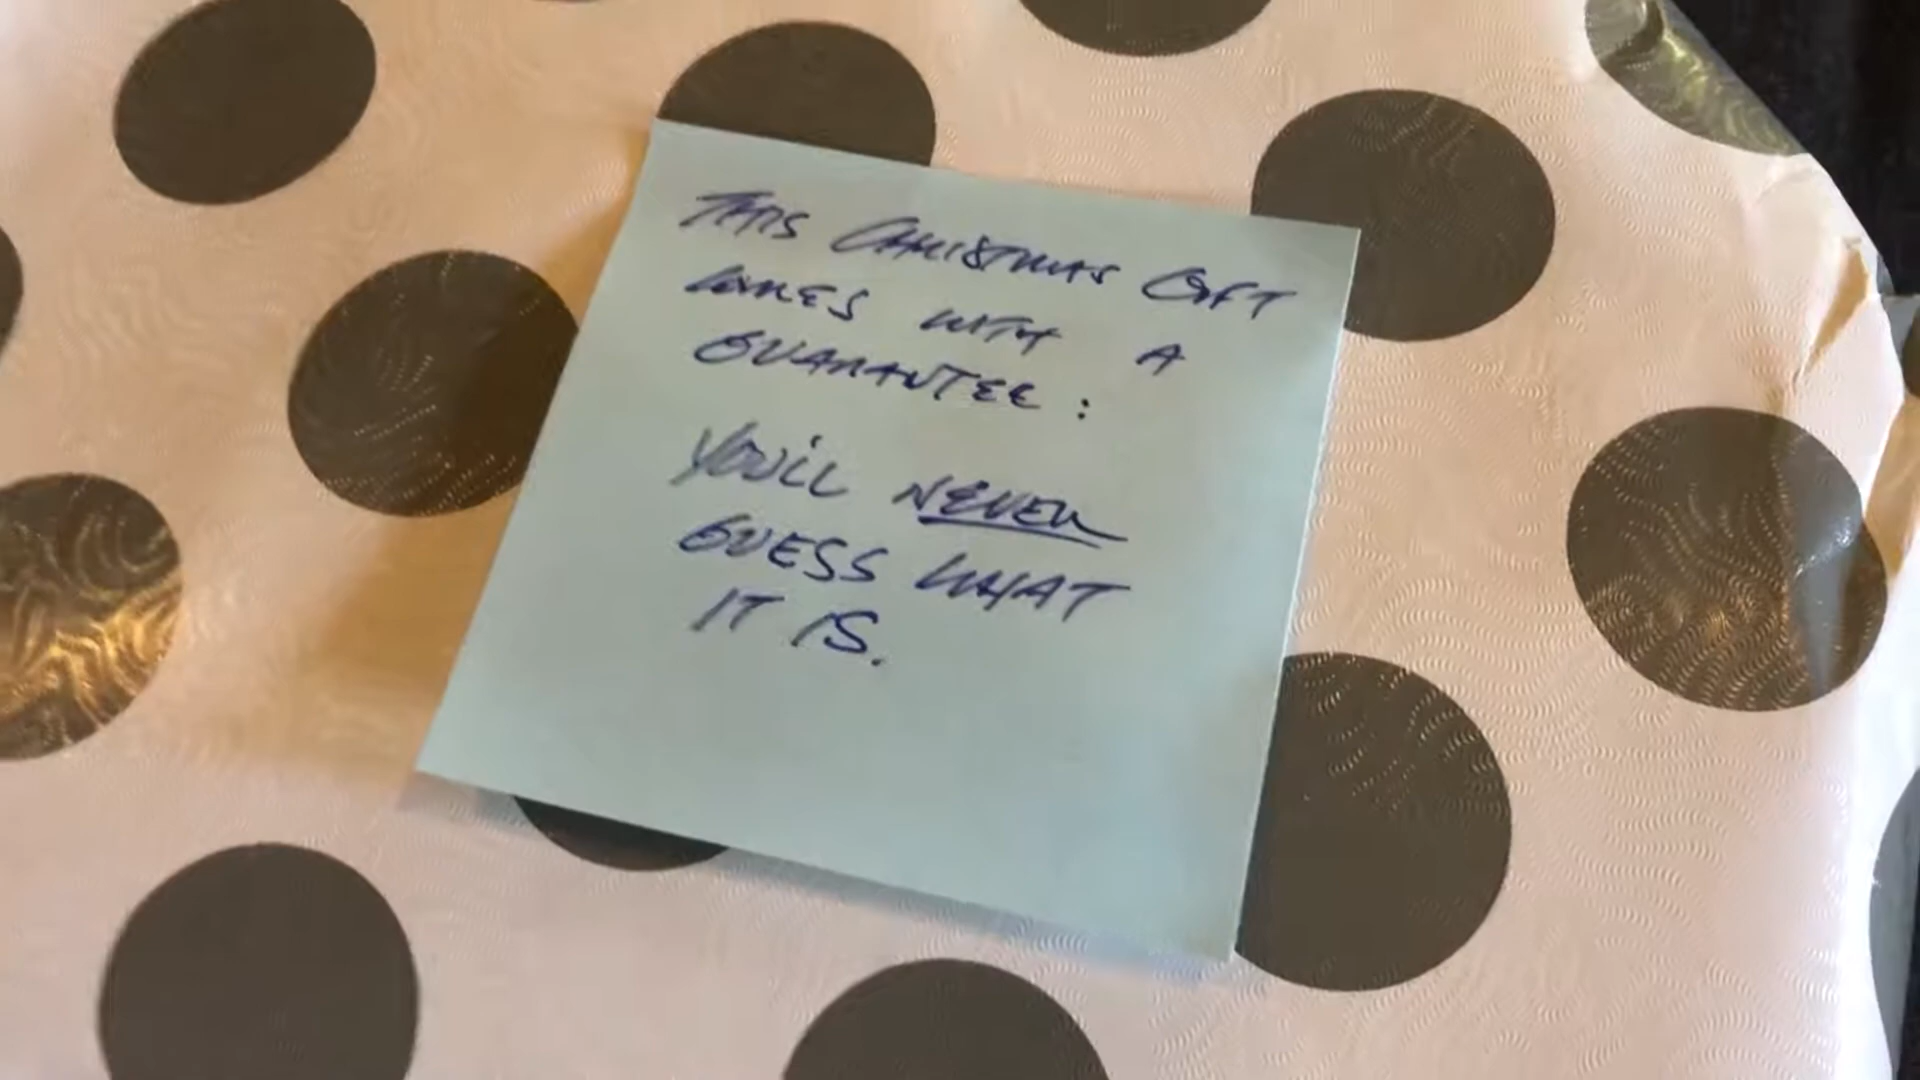 THIS CHRISTMAS GIFT
COMES WITH A
GUARANTEE:
YOU'LL NEVER
GUESS WHAT
IT IS.